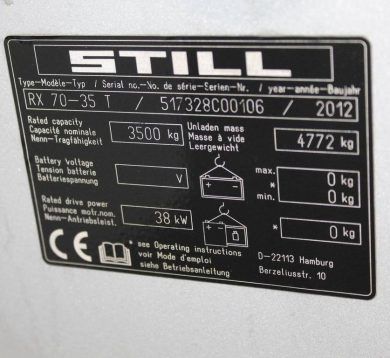 STILL
Type-Modèle-Typ / Serial no.-No. de série-Serien-Nr. / year-année-Baujahr
RX 70-35 T / 517328C00106 / 2012
Rated capacity
Capacité nominale
Nenn-Tragfähigkeit
3500 kg
Unladen mass
Masse à vide
Leergewicht
4772 kg
Battery voltage
Tension batterie
Batteriespannung
V
max. 0 kg
*
min. 0 kg
Rated drive power
Puissance motr.nom.
Nenn-Antriebsleist.
38 kW
* 0 kg
CE
* see Operating instructions
voir Mode d'emploi
siehe Betriebsanleitung
D-22113 Hamburg
Berzeliusstr. 10